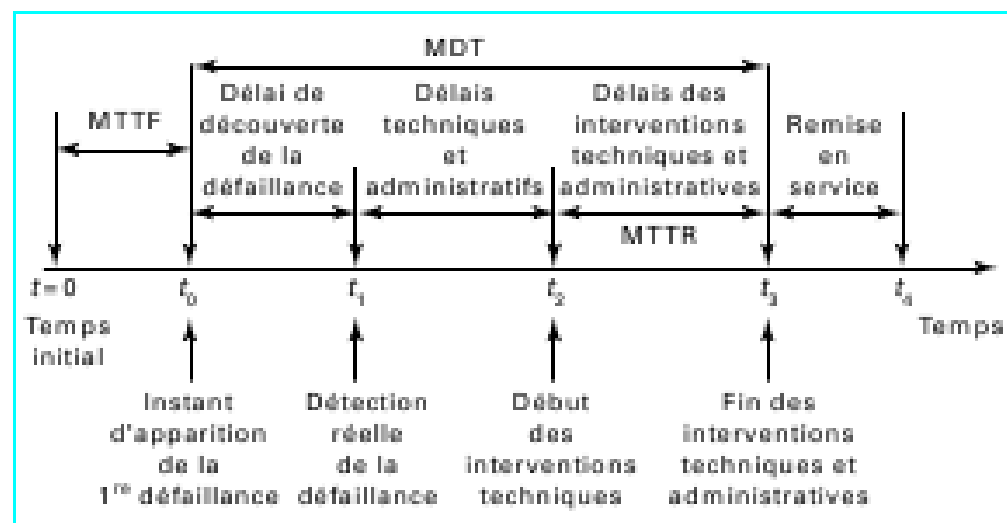 MDT
MTTF
Délai de
découverte
de la
défaillance
Délais
techniques
et
administratifs
Délais des
interventions
techniques et
administratives
Remise
en
service
MTTR
t=0
t₀
t₁
t₂
t₃
t₄
Temps
initial
Temps
Instant
d'apparition
de la
1re défaillance
Détection
réelle
de la
défaillance
Début
des
interventions
techniques
Fin des
interventions
techniques et
administratives